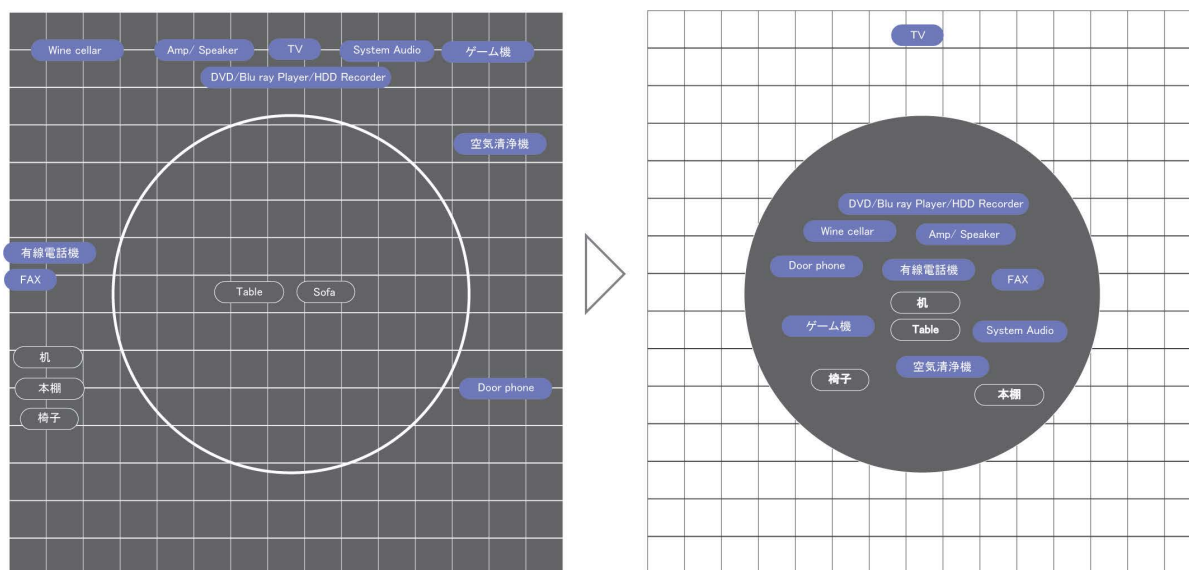 Wine cellar
Amp/ Speaker
TV
System Audio
ゲーム機
DVD/Blu ray Player/HDD Recorder
空気清浄機
有線電話機
FAX
Table
Sofa
机
本棚
椅子
Door phone
TV
DVD/Blu ray Player/HDD Recorder
Wine cellar
Amp/ Speaker
Door phone
有線電話機
FAX
机
ゲーム機
Table
System Audio
空気清浄機
椅子
本棚